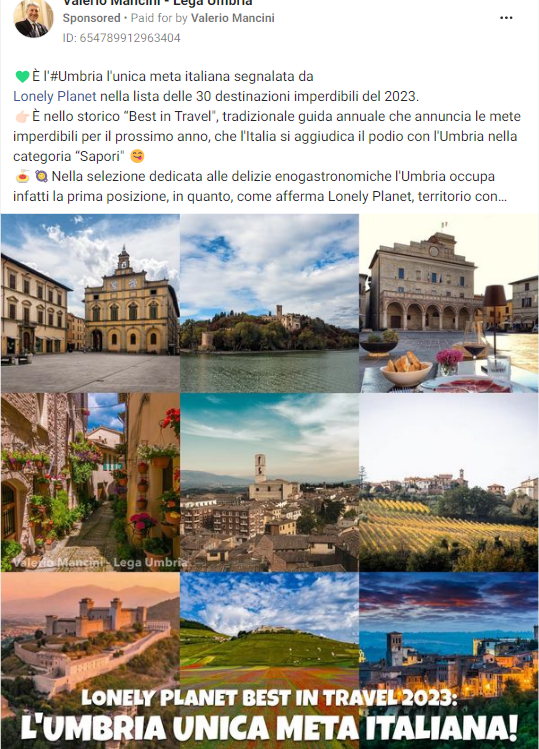 Valerio Mancini - Lega Umbria
Sponsored • Paid for by Valerio Mancini
ID: 654789912963404
💚È l'#Umbria l'unica meta italiana segnalata da
Lonely Planet nella lista delle 30 destinazioni imperdibili del 2023.
👉🏻È nello storico “Best in Travel", tradizionale guida annuale che annuncia le mete
imperdibili per il prossimo anno, che l'Italia si aggiudica il podio con l'Umbria nella
categoria “Sapori" 😋
🍝 🥘 Nella selezione dedicata alle delizie enogastronomiche l'Umbria occupa
infatti la prima posizione, in quanto, come afferma Lonely Planet, territorio con...
Valerio Mancini - Lega Umbria
LONELY PLANET BEST IN TRAVEL 2023:
L'UMBRIA UNICA META ITALIANA!